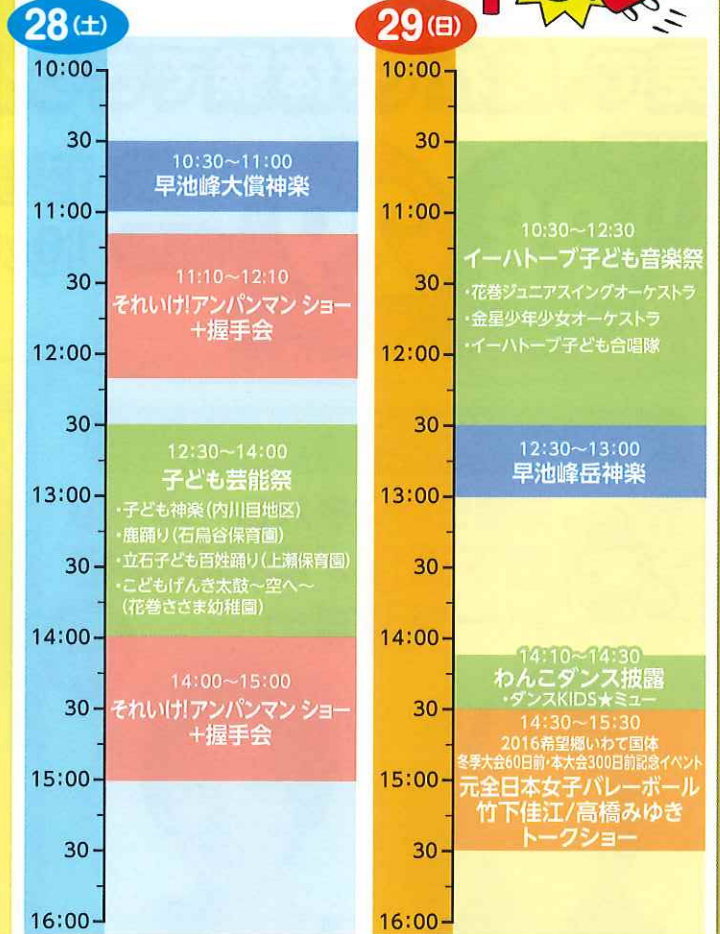 28(土)
10:00
30
11:00
30
12:00
30
13:00
30
14:00
30
15:00
30
16:00
10:30～11:00
早池峰大償神楽
11:10～12:10
それいけ!アンパンマン ショー
＋握手会
12:30～14:00
子ども芸能祭
・子ども神楽(内川目地区)
・鹿踊り(石鳥谷保育園)
・立石子ども百姓踊り(上瀬保育園)
・こどもげんき太鼓～空へ～
(花巻ささま幼稚園)
14:00～15:00
それいけ!アンパンマン ショー
＋握手会
29(日)
10:00
30
11:00
30
12:00
30
13:00
30
14:00
30
15:00
30
16:00
10:30～12:30
イーハトーブ子ども音楽祭
・花巻ジュニアスイングオーケストラ
・金星少年少女オーケストラ
・イーハトーブ子ども合唱隊
12:30～13:00
早池峰岳神楽
14:10～14:30
わんこダンス披露
・ダンスKIDS★ミュー
14:30～15:30
2016希望郷いわて国体
冬季大会60日前・本大会300日前記念イベント
元全日本女子バレーボール
竹下佳江/高橋みゆき
トークショー